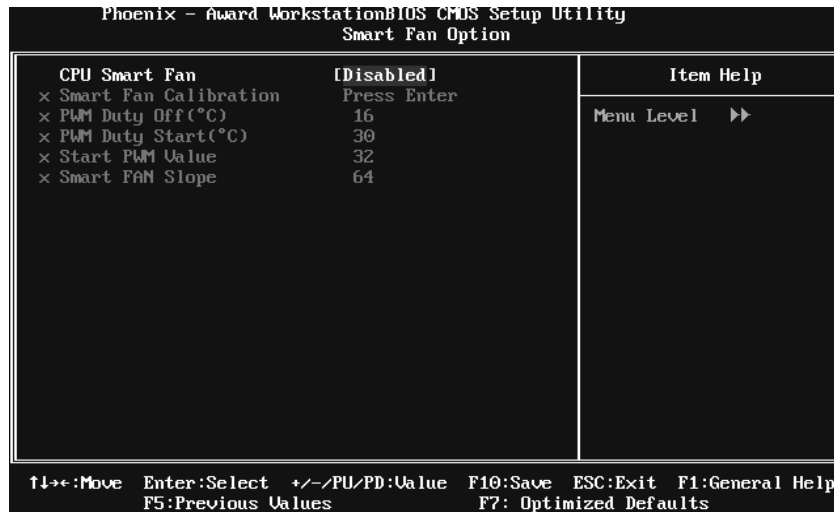 Phoenix - Award WorkstationBIOS CMOS Setup Utility
Smart Fan Option
CPU Smart Fan [Disabled]
x Smart Fan Calibration Press Enter
x PWM Duty Off(°C) 16
x PWM Duty Start(°C) 30
x Start PWM Value 32
x Smart FAN Slope 64
Item Help
Menu Level ▸▸
↑↓→←:Move Enter:Select +/-/PU/PD:Value F10:Save ESC:Exit F1:General Help
F5:Previous Values F7: Optimized Defaults